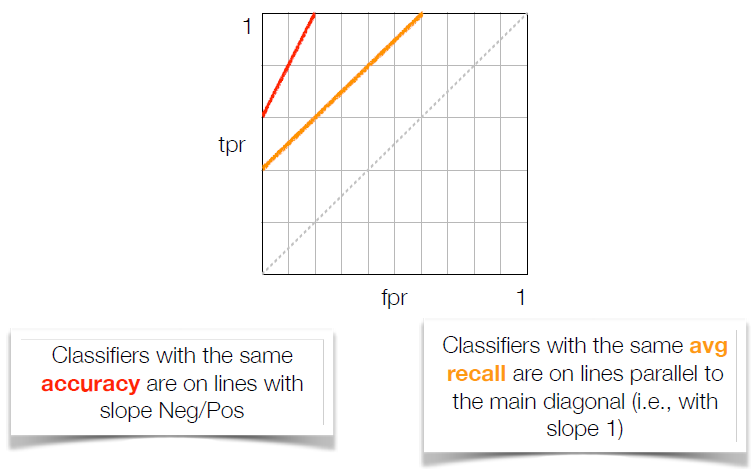 1
tpr
fpr
1
Classifiers with the same
accuracy are on lines with
slope Neg/Pos
Classifiers with the same avg
recall are on lines parallel to
the main diagonal (i.e., with
slope 1)